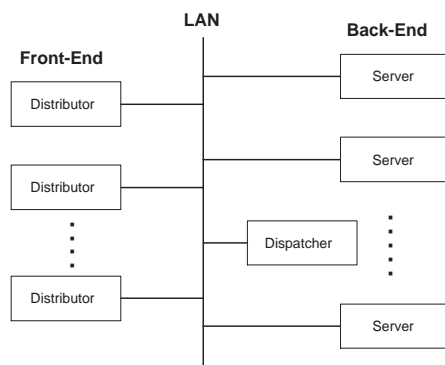 LAN
Front-End
Back-End
Distributor
Server
Distributor
Server
Dispatcher
Distributor
Server